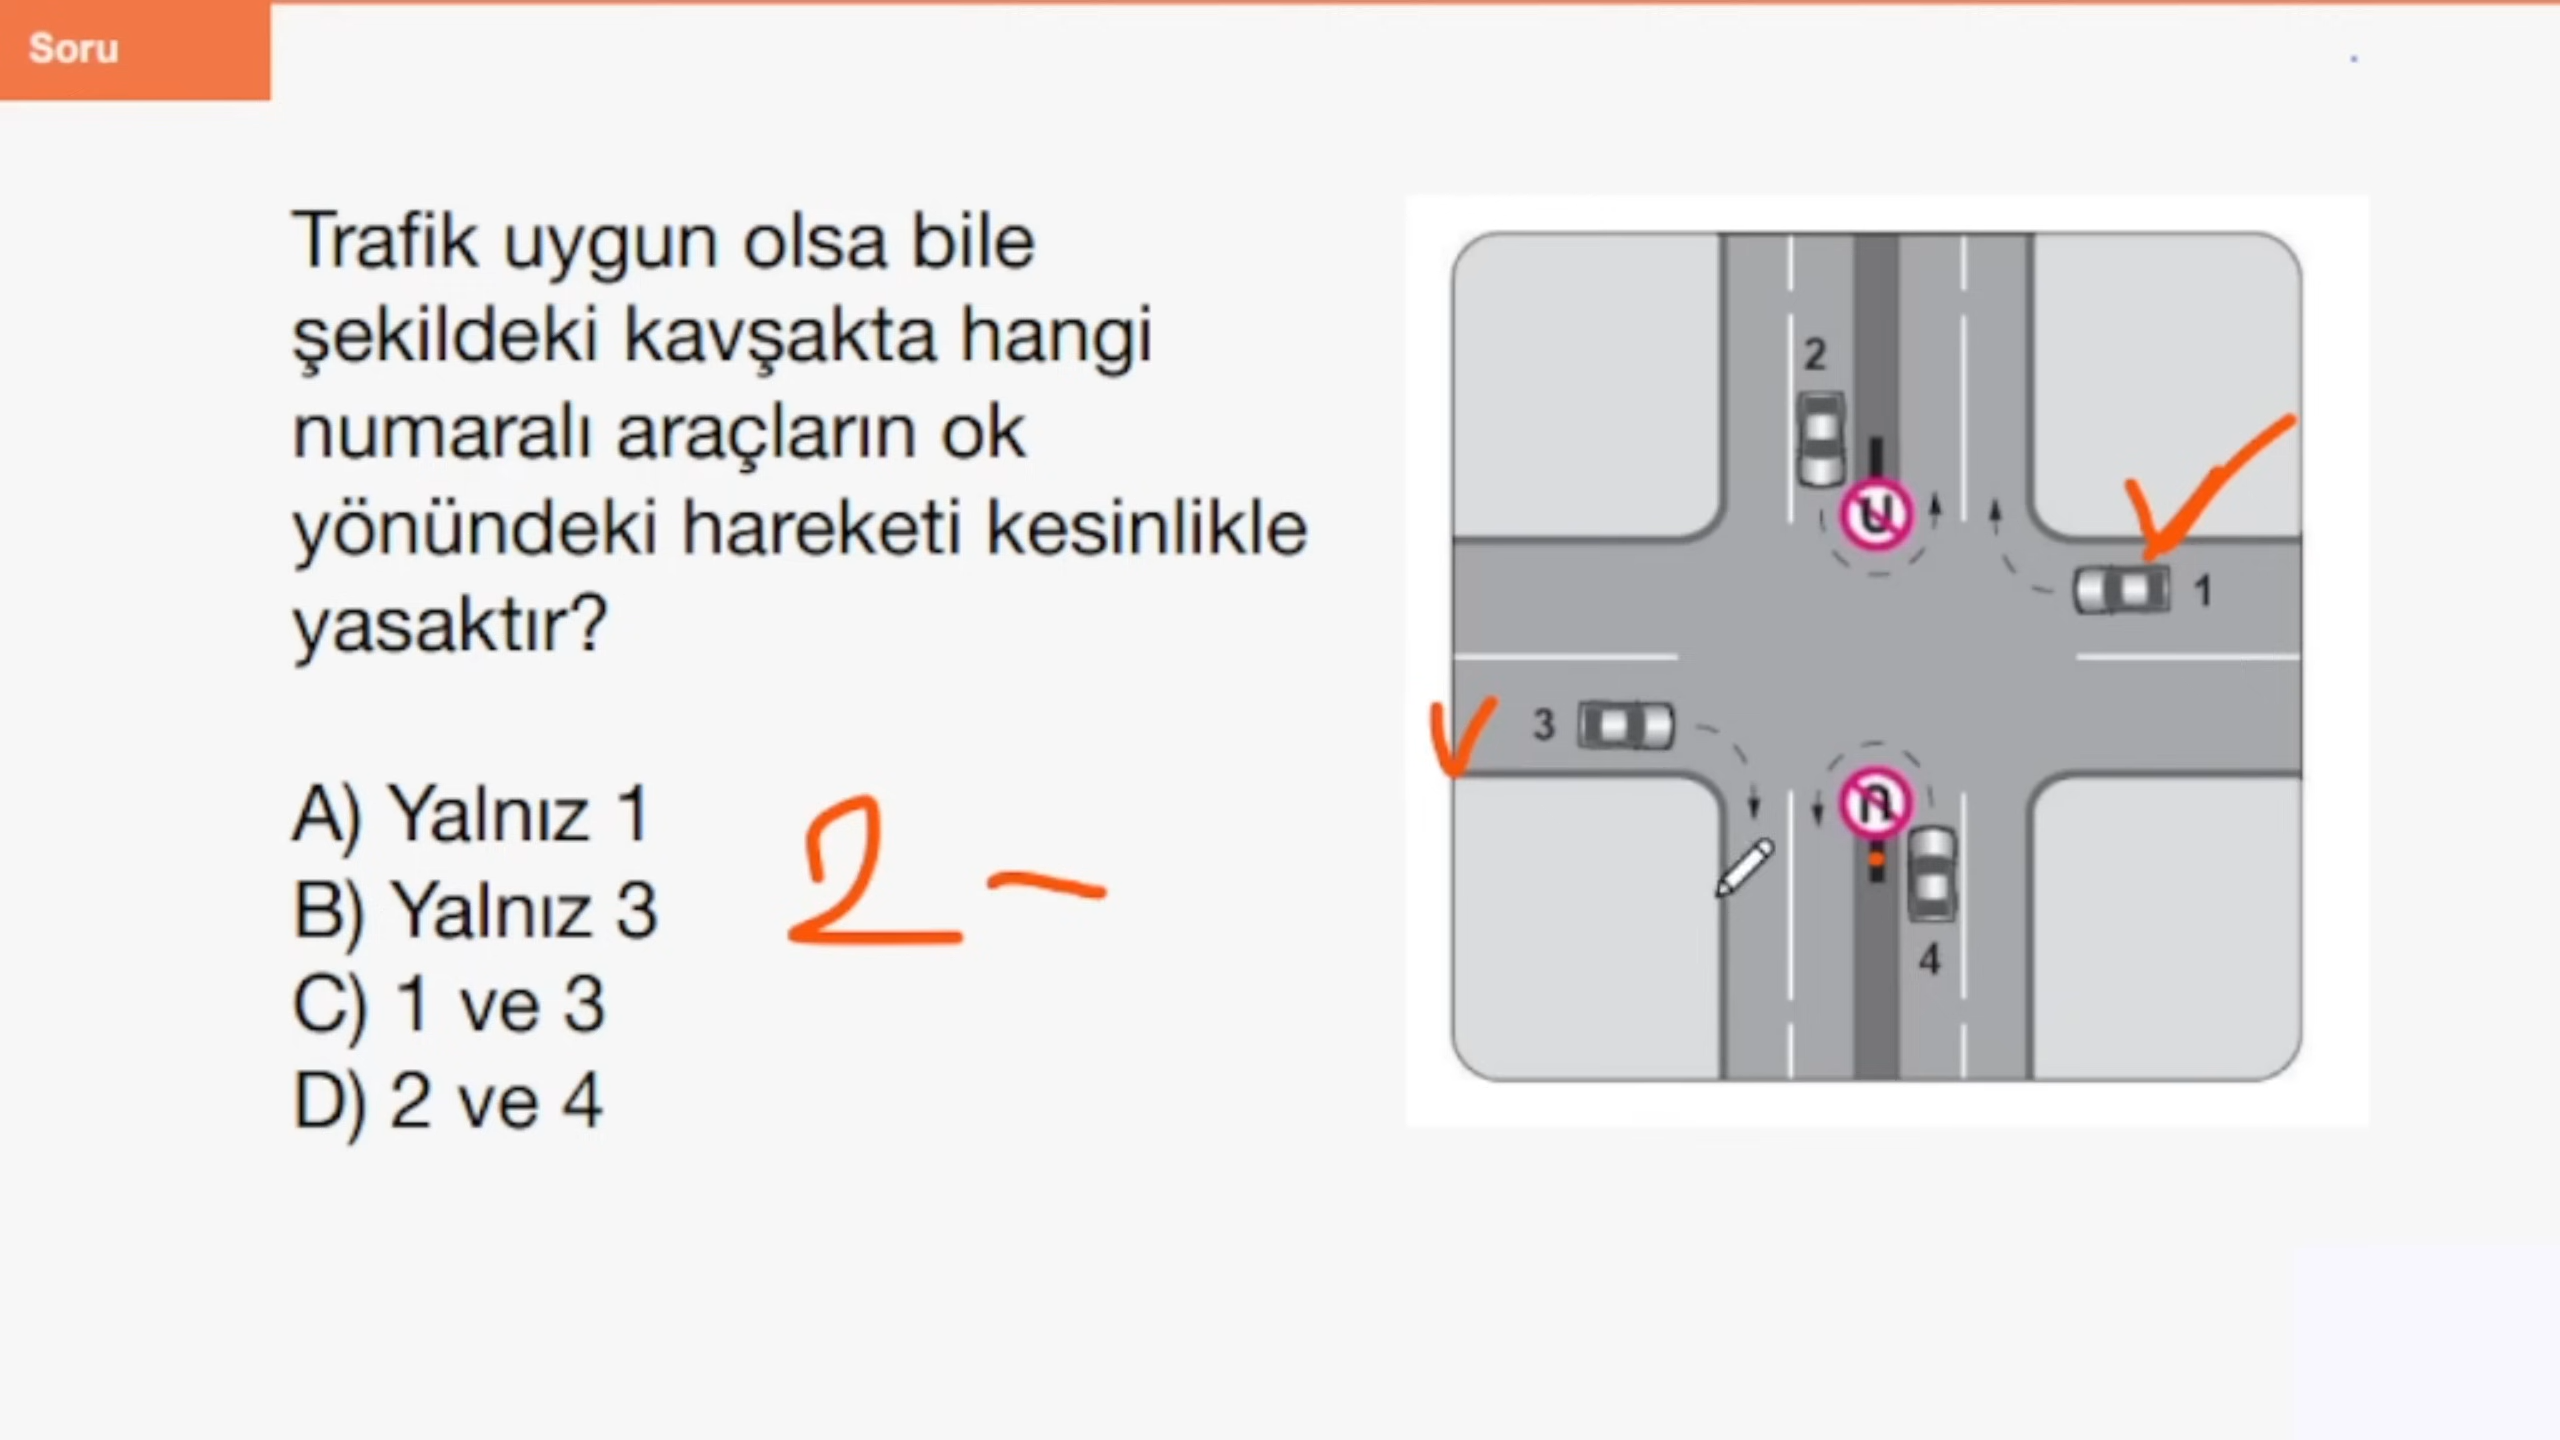 Soru
Trafik uygun olsa bile
şekildeki kavşakta hangi
numaralı araçların ok
yönündeki hareketi kesinlikle
yasaktır?
A) Yalnız 1
B) Yalnız 3
C) 1 ve 3
D) 2 ve 4
2 –
2
U
1
3
U
4